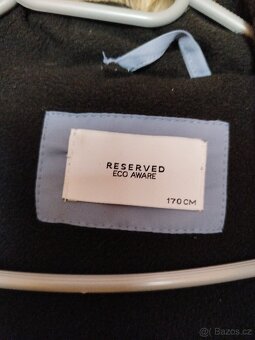 RESERVED
ECO AWARE
170 CM
Bazos.cz